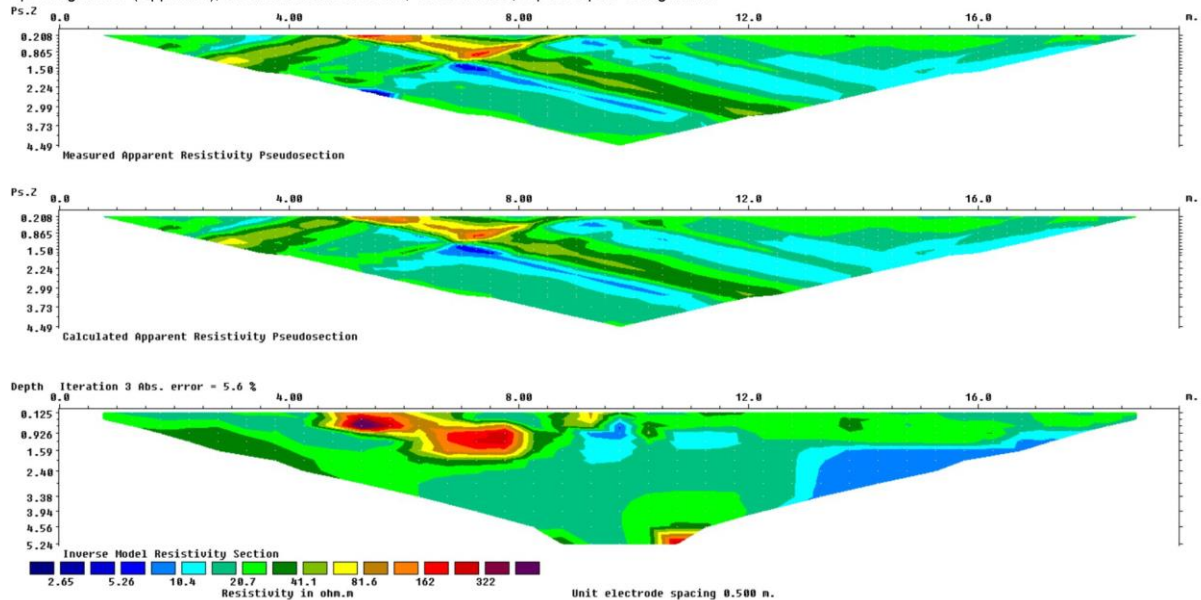 Ps.Z 0.0 4.00 8.00 12.0 16.0 m.
0.208
0.865
1.50
2.24
2.99
3.73
4.49
Measured Apparent Resistivity Pseudosection
Ps.Z 0.0 4.00 8.00 12.0 16.0 m.
0.208
0.865
1.50
2.24
2.99
3.73
4.49
Calculated Apparent Resistivity Pseudosection
Depth Iteration 3 Abs. error = 5.6 %
0.0 4.00 8.00 12.0 16.0 m.
0.125
0.926
1.59
2.40
3.38
3.94
4.56
5.24
Inverse Model Resistivity Section
2.65 5.26 10.4 20.7 41.1 81.6 162 322
Resistivity in ohm.m Unit electrode spacing 0.500 m.